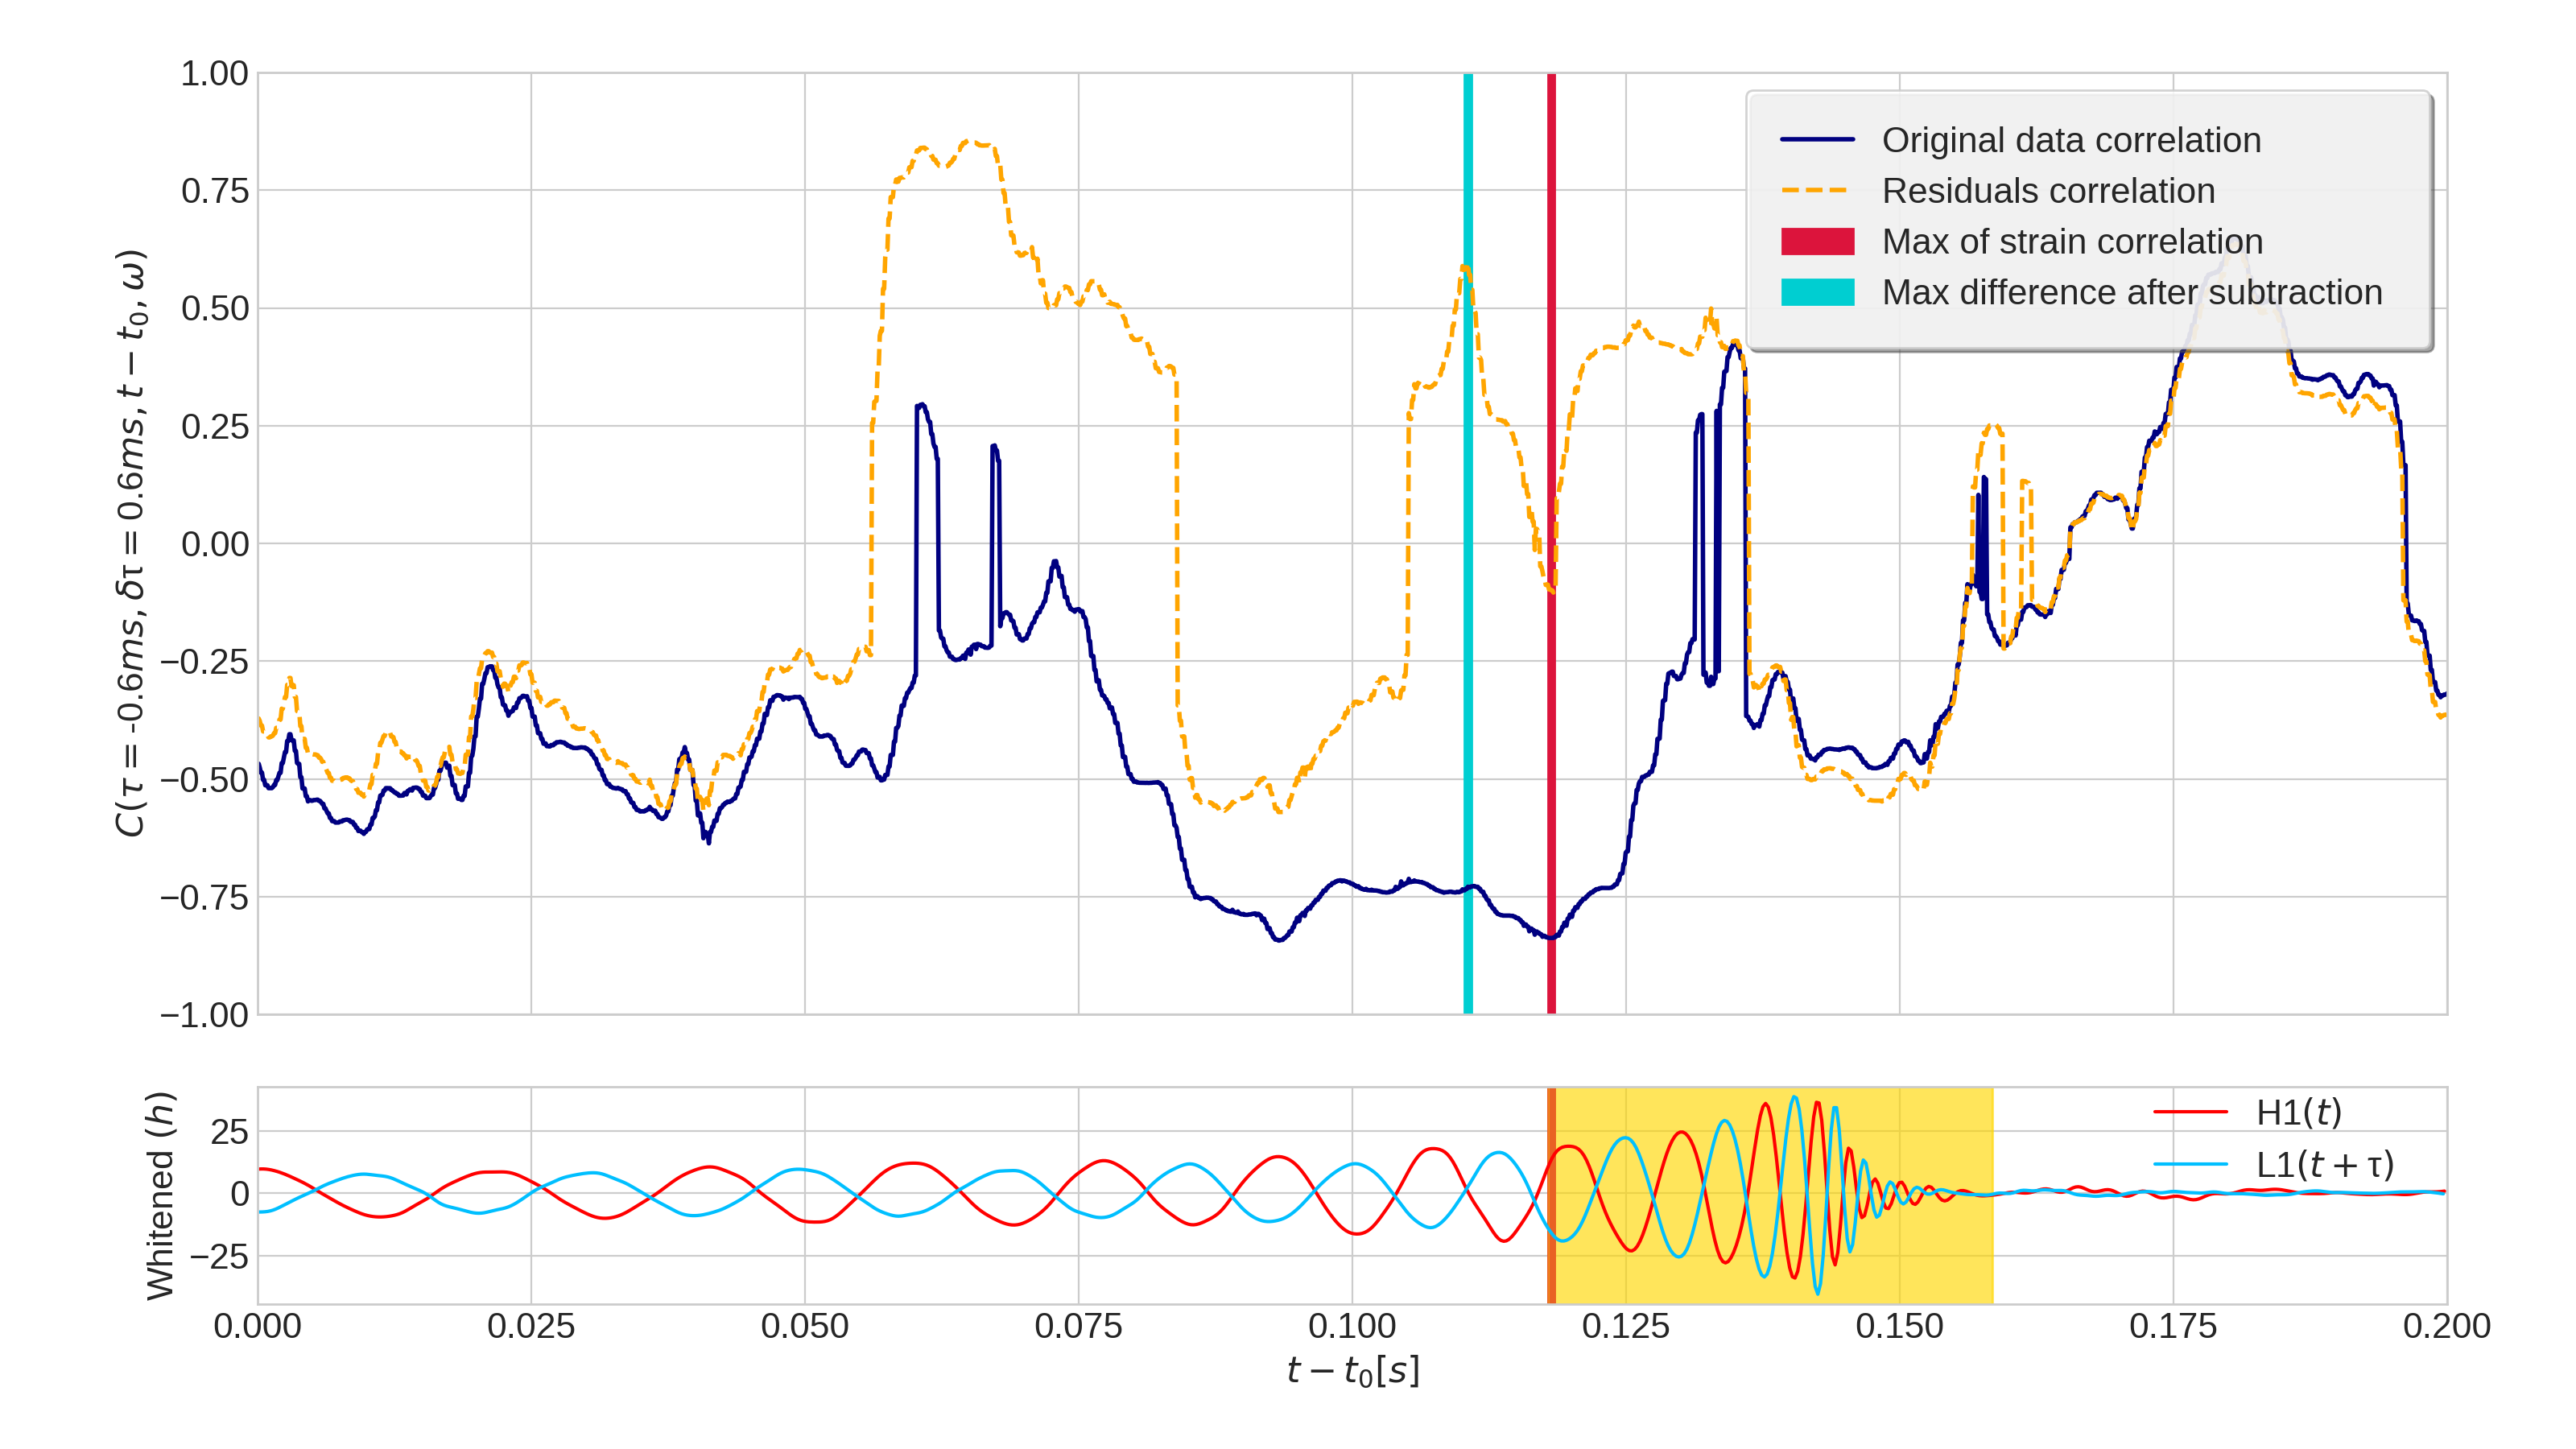 C(τ = -0.6ms, δτ = 0.6ms, t − t₀, ω)
1.00
0.75
0.50
0.25
0.00
−0.25
−0.50
−0.75
−1.00
Original data correlation
Residuals correlation
Max of strain correlation
Max difference after subtraction
Whitened (h)
25
0
−25
H1(t)
L1(t + τ)
0.000 0.025 0.050 0.075 0.100 0.125 0.150 0.175 0.200
t − t₀[s]